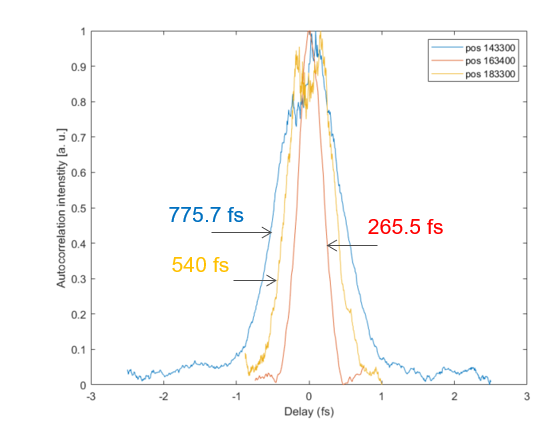 pos 143300
pos 163400
pos 183300
1
0.9
0.8
0.7
0.6
0.5
0.4
0.3
0.2
0.1
0
Autocorrelation intenstity [a. u.]
775.7 fs
265.5 fs
540 fs
-3
-2
-1
0
1
2
3
Delay (fs)